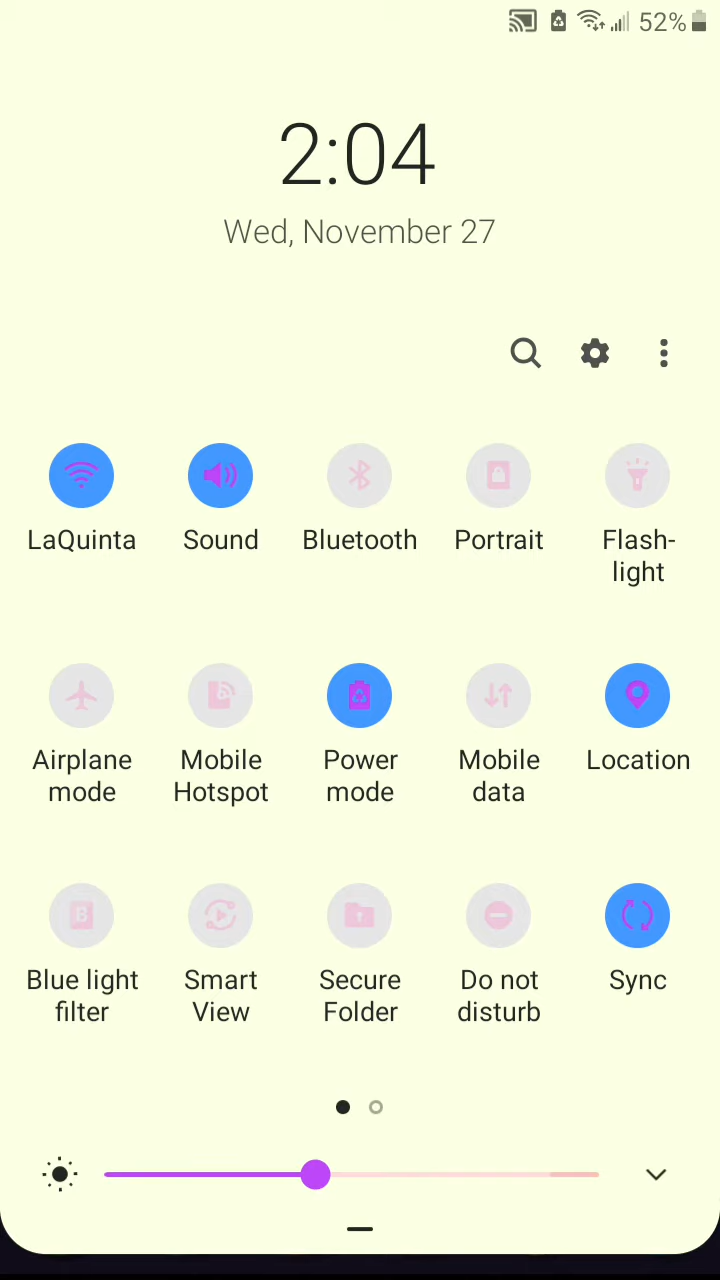 52%
2:04
Wed, November 27
LaQuinta
Sound
Bluetooth
Portrait
Flash-
light
Airplane
mode
Mobile
Hotspot
Power
mode
Mobile
data
Location
B
Blue light
filter
Smart
View
Secure
Folder
Do not
disturb
Sync